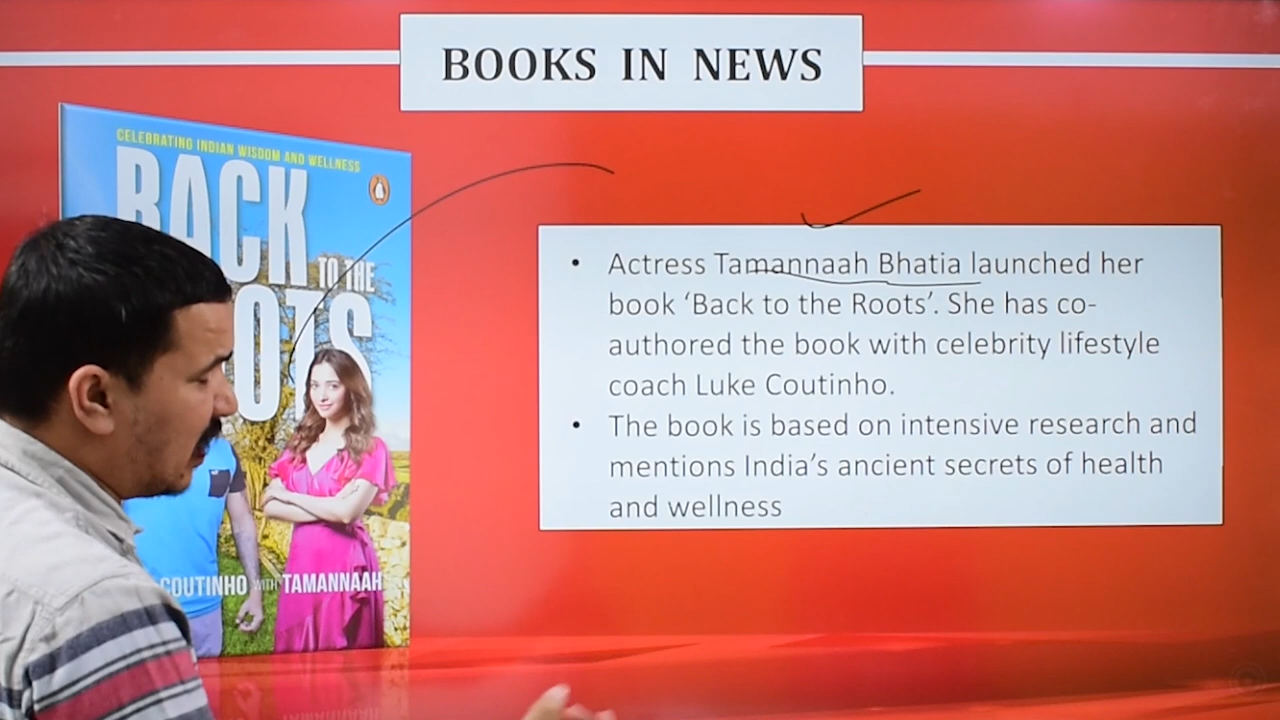 BOOKS IN NEWS
CELEBRATING INDIAN WISDOM AND WELLNESS
BACK
TO THE
COUTINHO WITH TAMANNAAH
• Actress Tamannaah Bhatia launched her
book ‘Back to the Roots’. She has co-
authored the book with celebrity lifestyle
coach Luke Coutinho.
• The book is based on intensive research and
mentions India’s ancient secrets of health
and wellness